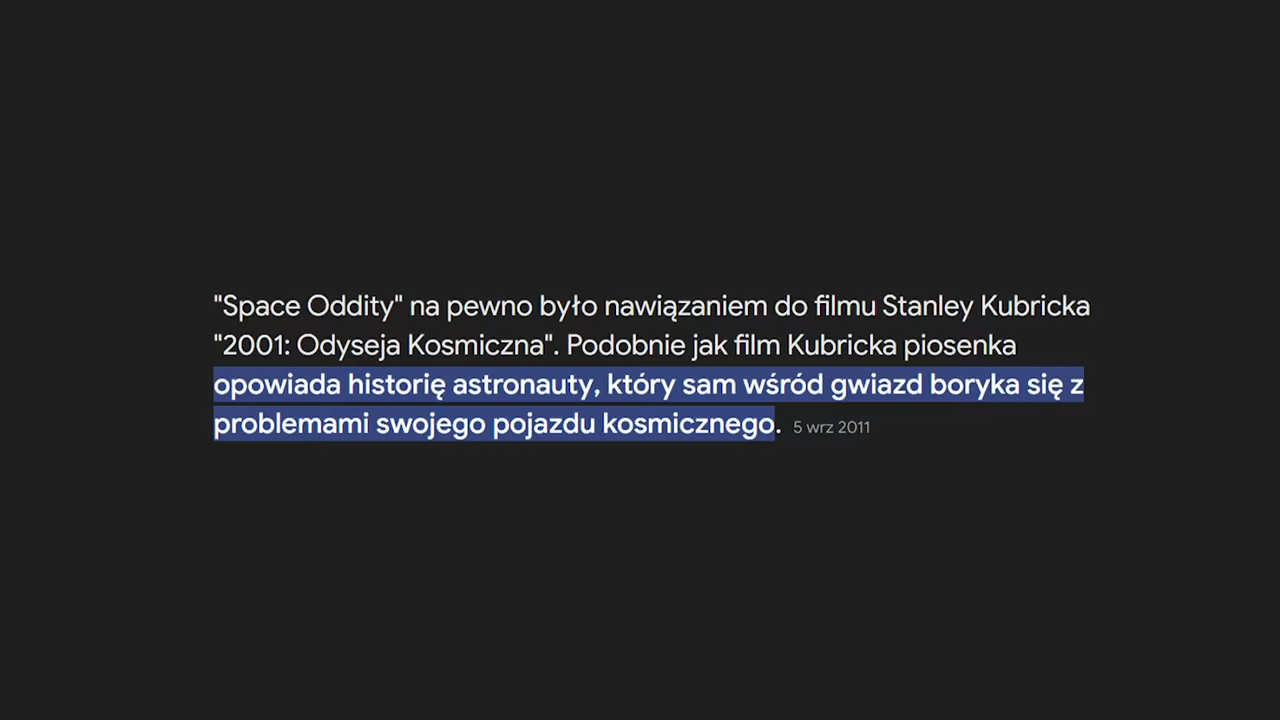 "Space Oddity" na pewno było nawiązaniem do filmu Stanley Kubricka
"2001: Odyseja Kosmiczna". Podobnie jak film Kubricka piosenka
opowiada historię astronauty, który sam wśród gwiazd boryka się z
problemami swojego pojazdu kosmicznego. 5 wrz 2011